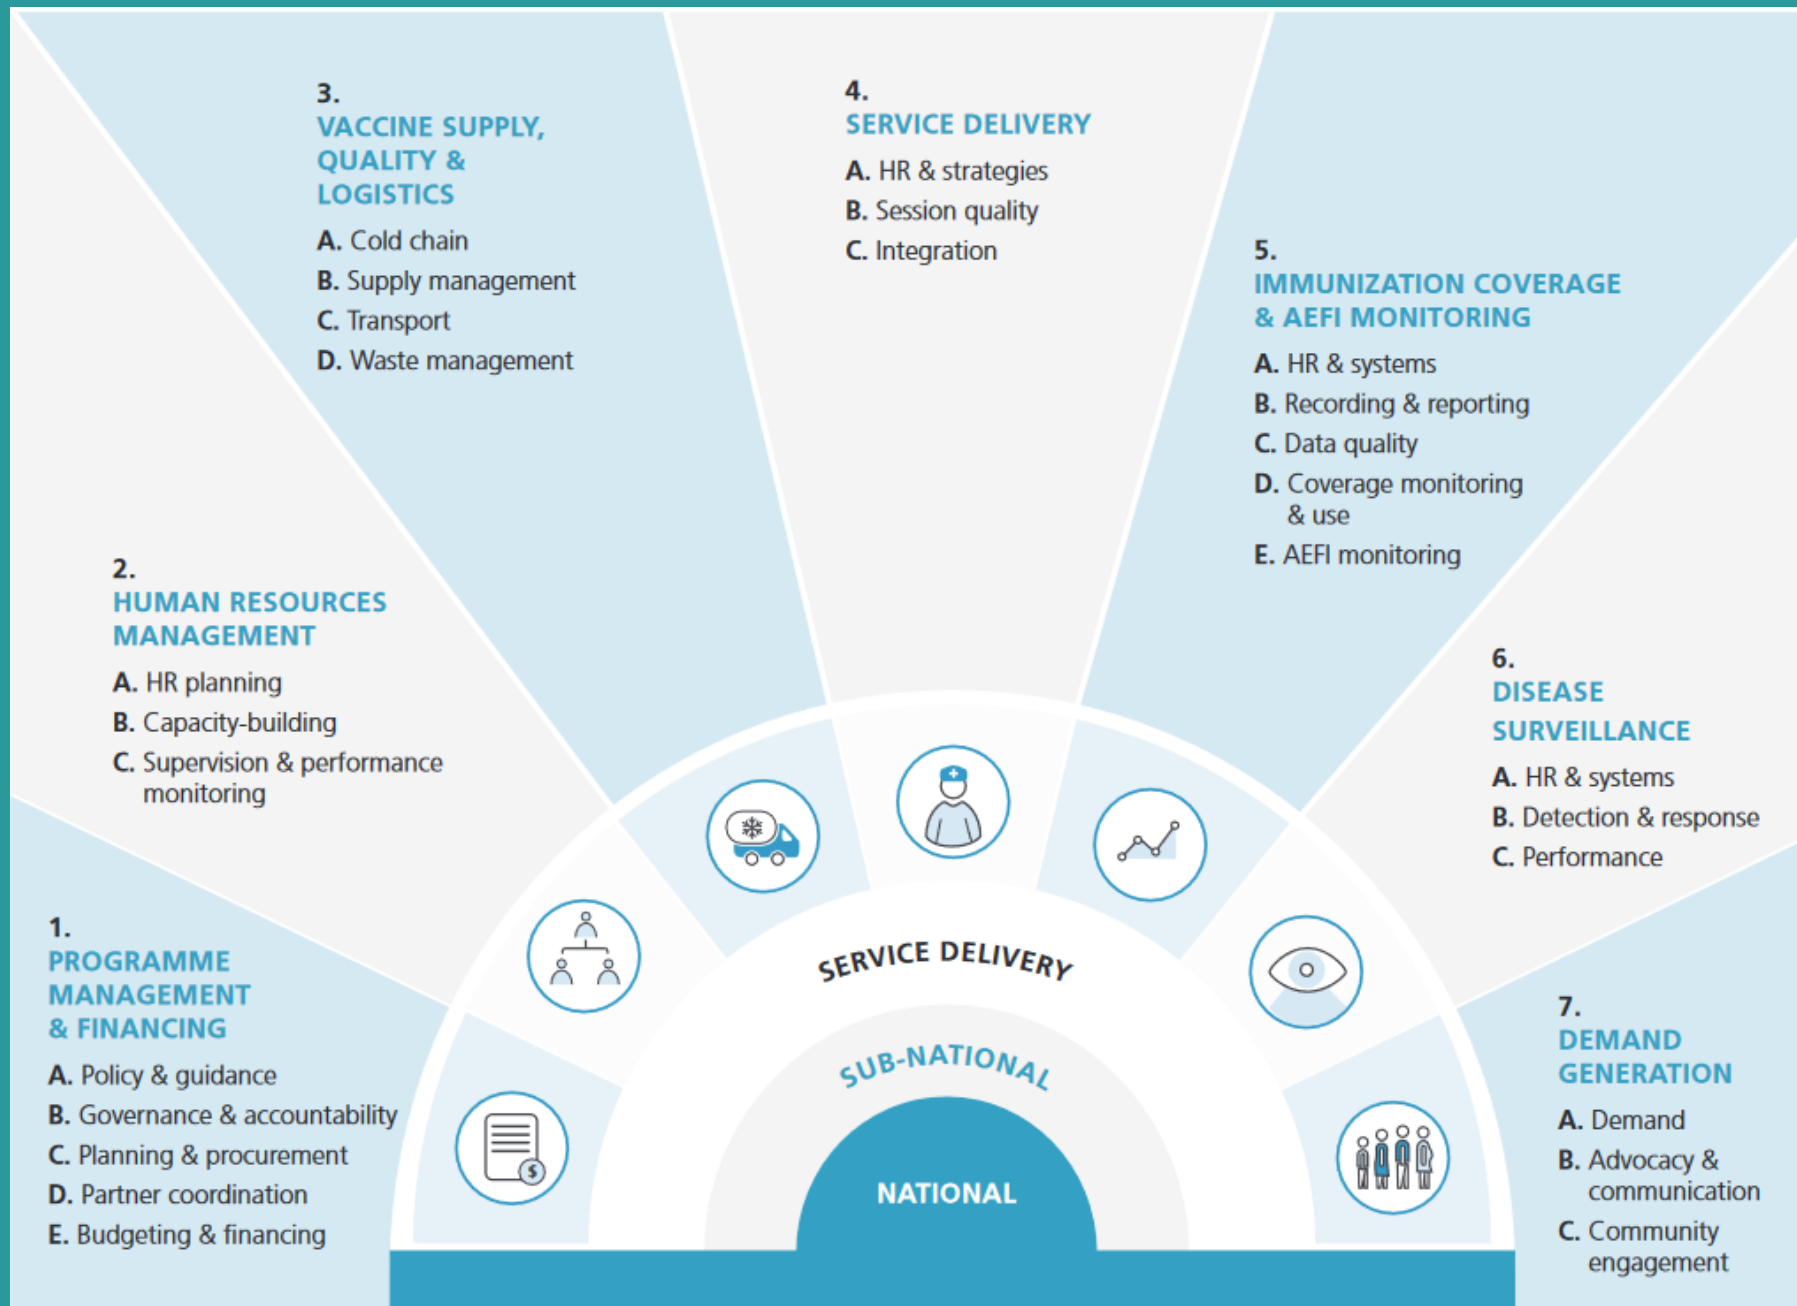 1.
PROGRAMME
MANAGEMENT
& FINANCING
A. Policy & guidance
B. Governance & accountability
C. Planning & procurement
D. Partner coordination
E. Budgeting & financing
2.
HUMAN RESOURCES
MANAGEMENT
A. HR planning
B. Capacity-building
C. Supervision & performance
monitoring
3.
VACCINE SUPPLY,
QUALITY &
LOGISTICS
A. Cold chain
B. Supply management
C. Transport
D. Waste management
4.
SERVICE DELIVERY
A. HR & strategies
B. Session quality
C. Integration
5.
IMMUNIZATION COVERAGE
& AEFI MONITORING
A. HR & systems
B. Recording & reporting
C. Data quality
D. Coverage monitoring
& use
E. AEFI monitoring
6.
DISEASE
SURVEILLANCE
A. HR & systems
B. Detection & response
C. Performance
7.
DEMAND
GENERATION
A. Demand
B. Advocacy &
communication
C. Community
engagement
SERVICE DELIVERY
SUB-NATIONAL
NATIONAL
$